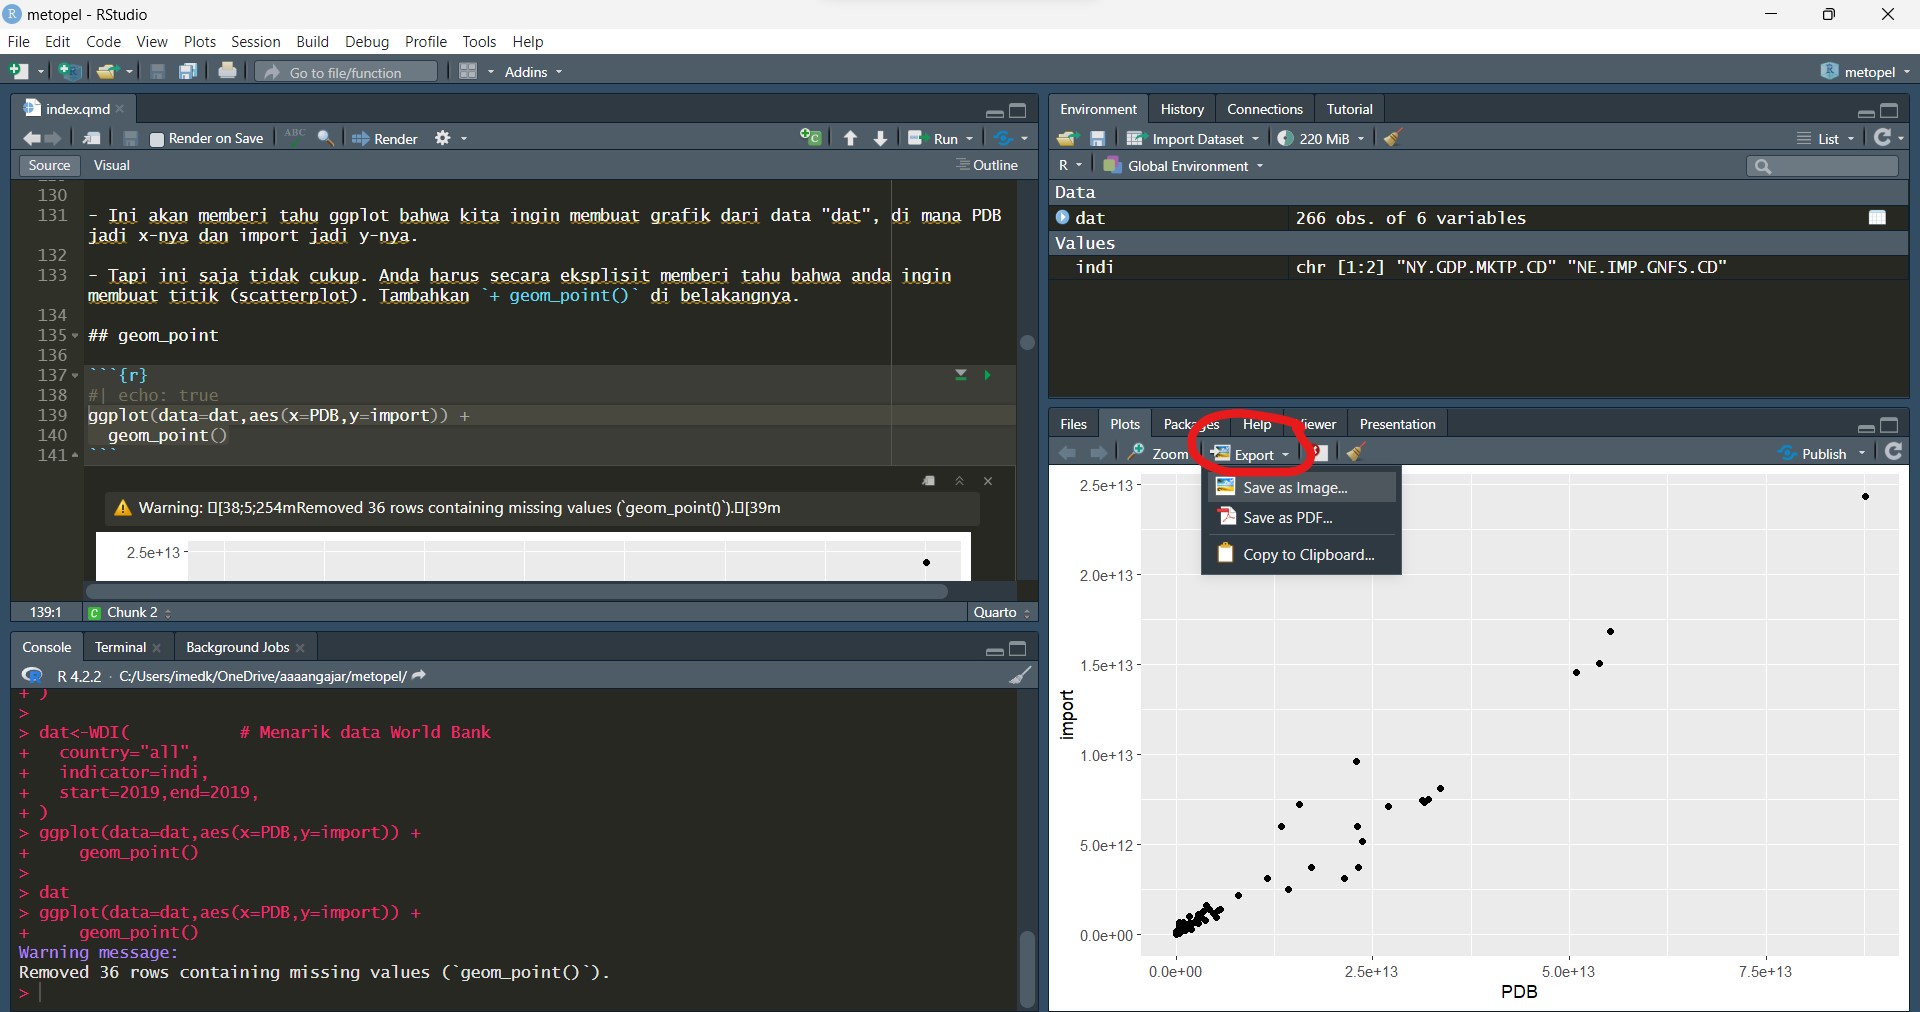 metopel - RStudio
File Edit Code View Plots Session Build Debug Profile Tools Help
Go to file/function Addins metopel
index.qmd
Render on Save ABC Render Run
Source Visual Outline
130
131 - Ini akan memberi tahu ggplot bahwa kita ingin membuat grafik dari data "dat", di mana PDB
jadi x-nya dan import jadi y-nya.
132
133 - Tapi ini saja tidak cukup. Anda harus secara eksplisit memberi tahu bahwa anda ingin
membuat titik (scatterplot). Tambahkan `+ geom_point()` di belakangnya.
134
135 ## geom_point
136
137 ```{r}
138 #| echo: true
139 ggplot(data=dat,aes(x=PDB,y=import)) +
140 geom_point()
141 ```
Warning: [38;5;254mRemoved 36 rows containing missing values (`geom_point()`).[39m
2.5e+13
139:1 Chunk 2 Quarto
Console Terminal Background Jobs
R 4.2.2 · C:/Users/imedk/OneDrive/aaaangajar/metopel/
+ )
>
> dat<-WDI( # Menarik data World Bank
+ country="all",
+ indicator=indi,
+ start=2019,end=2019,
+ )
> ggplot(data=dat,aes(x=PDB,y=import)) +
+ geom_point()
>
> dat
> ggplot(data=dat,aes(x=PDB,y=import)) +
+ geom_point()
Warning message:
Removed 36 rows containing missing values (`geom_point()`).
>
Environment History Connections Tutorial
Import Dataset 220 MiB List
R Global Environment
Data
dat 266 obs. of 6 variables
Values
indi chr [1:2] "NY.GDP.MKTP.CD" "NE.IMP.GNFS.CD"
Files Plots Packages Help Viewer Presentation
Zoom Export Publish
Save as Image...
Save as PDF...
Copy to Clipboard...
2.5e+13
2.0e+13
1.5e+13
1.0e+13
5.0e+12
0.0e+00
import
0.0e+00 2.5e+13 5.0e+13 7.5e+13
PDB